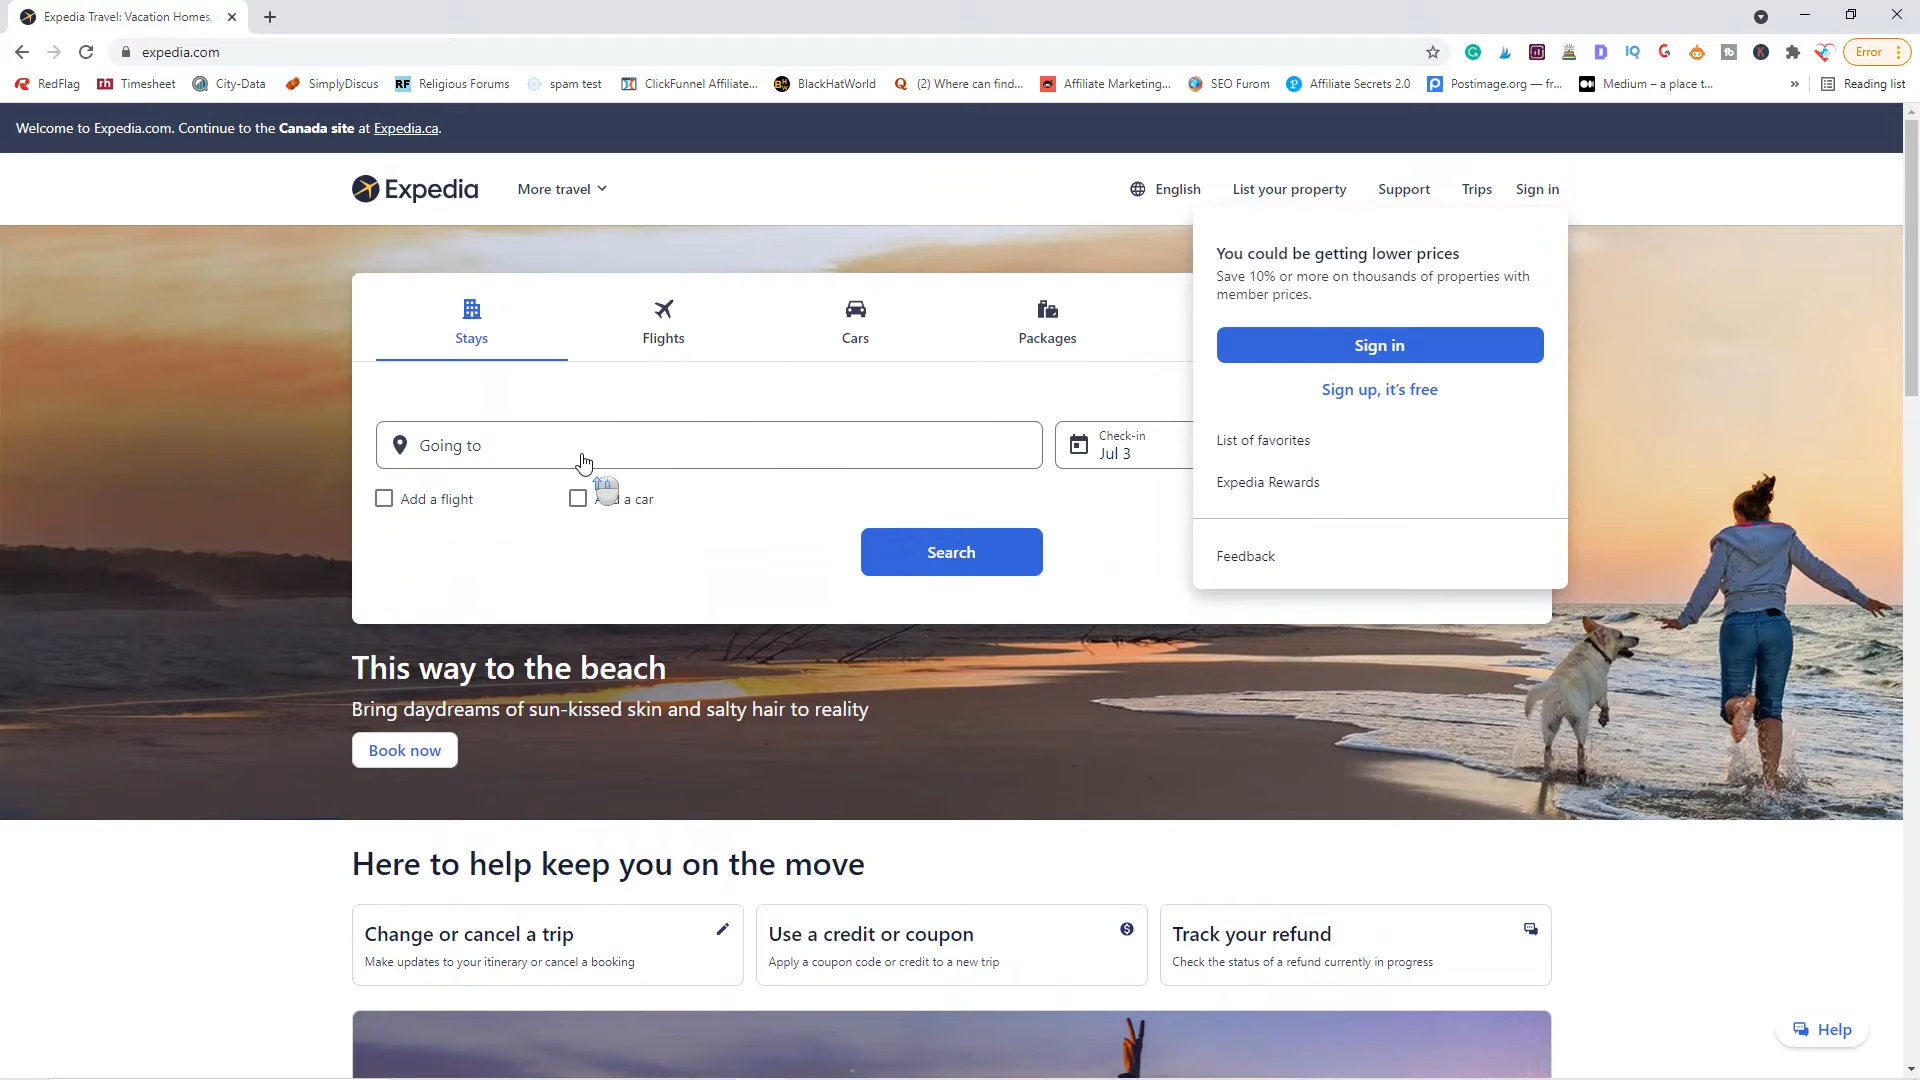 Expedia Travel: Vacation Homes,
expedia.com
Error
RedFlag
Timesheet
City-Data
SimplyDiscus
RF Religious Forums
spam test
ClickFunnel Affiliate...
BlackHatWorld
(2) Where can find...
Affiliate Marketing...
SEO Furom
Affiliate Secrets 2.0
Postimage.org — fr...
Medium – a place t...
»
Reading list
Welcome to Expedia.com. Continue to the Canada site at Expedia.ca.
Expedia
More travel
English
List your property
Support
Trips
Sign in
You could be getting lower prices
Save 10% or more on thousands of properties with
member prices.
Sign in
Sign up, it's free
List of favorites
Expedia Rewards
Feedback
Stays
Flights
Cars
Packages
Going to
Check-in
Jul 3
Add a flight
a car
Search
This way to the beach
Bring daydreams of sun-kissed skin and salty hair to reality
Book now
Here to help keep you on the move
Change or cancel a trip
Make updates to your itinerary or cancel a booking
Use a credit or coupon
Apply a coupon code or credit to a new trip
Track your refund
Check the status of a refund currently in progress
Help